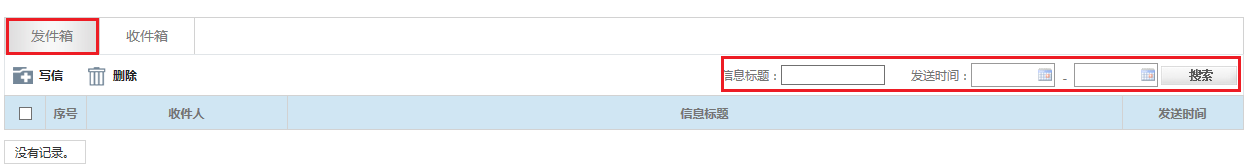 发件箱 收件箱
写信 删除 信息标题： 发送时间： - 搜索
序号 收件人 信息标题 发送时间
没有记录。